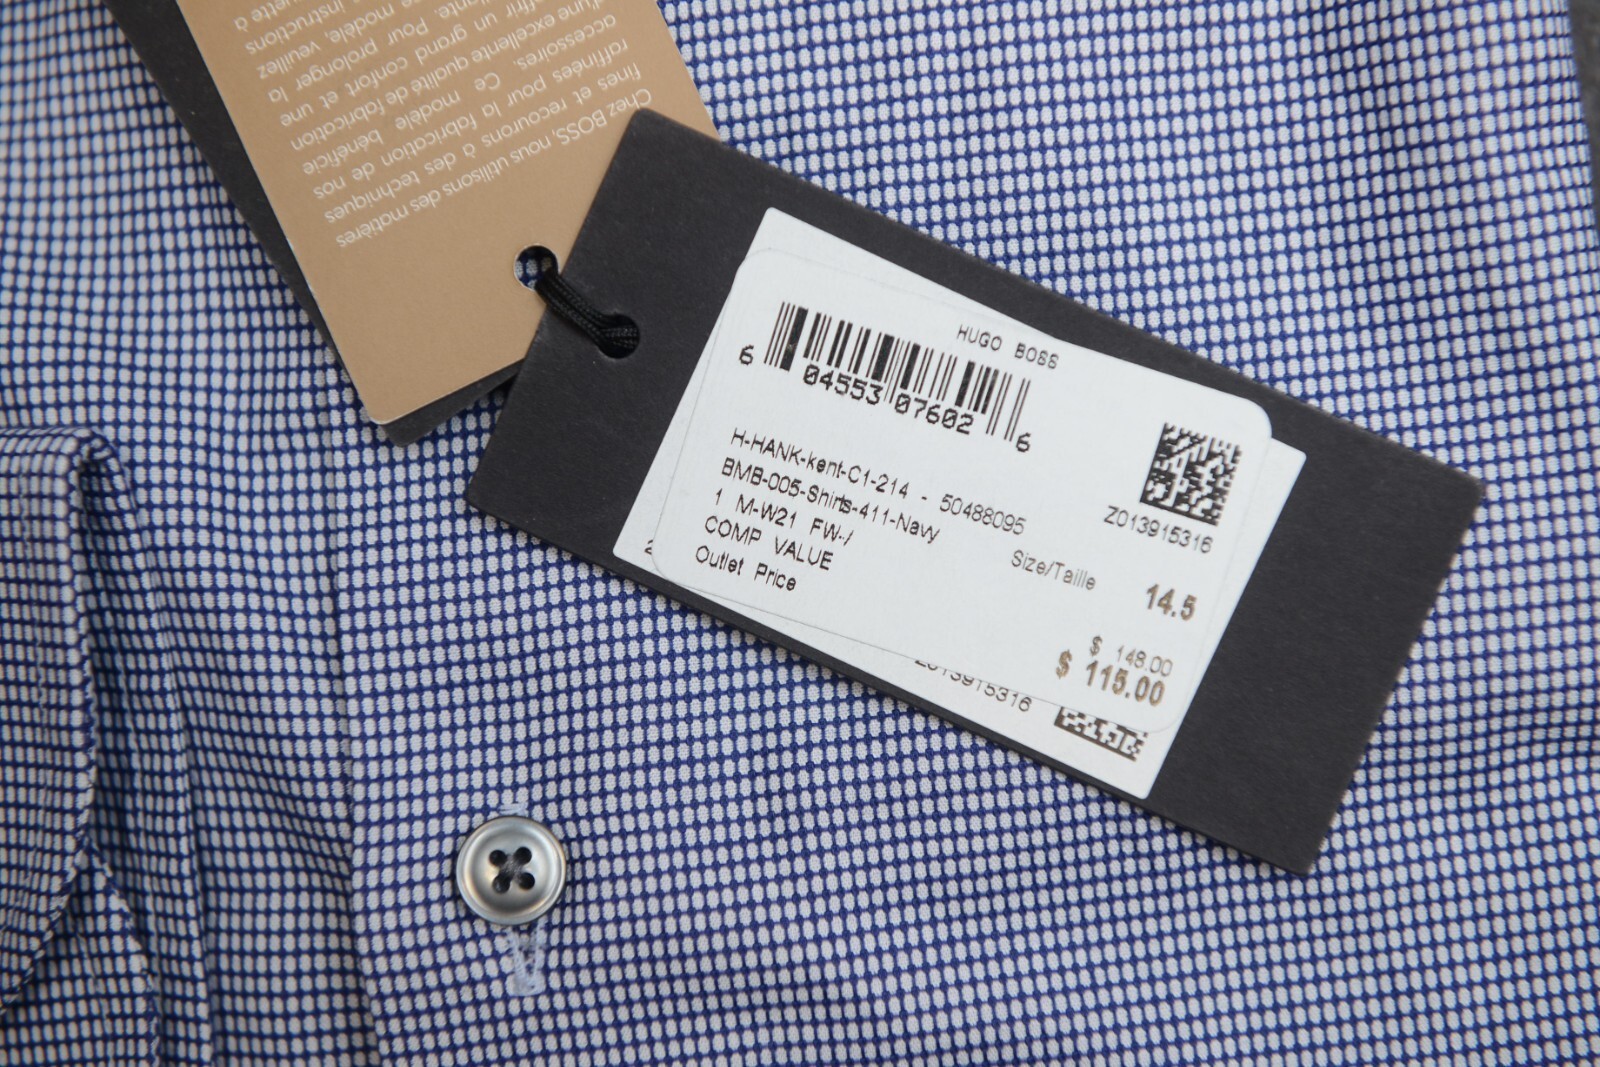 Chez BOSS, nous utilisons des matières
fines et recourons à des techniques
raffinées pour la fabrication de nos
accessoires. Ce modèle bénéficie
d'une excellente qualité de fabrication
grand confort et une
Pour prolonger la
modèle, veuillez
instructions
à
HUGO BOSS
6 04553 07602 6
H-HANK-kent-C1-214 - 50488095
BMB-005-Shirts-411-Navy
Z013915316
1 M-W21 FW-/
Size/Taille 14.5
COMP VALUE $ 148.00
Outlet Price $ 115.00
Z013915316